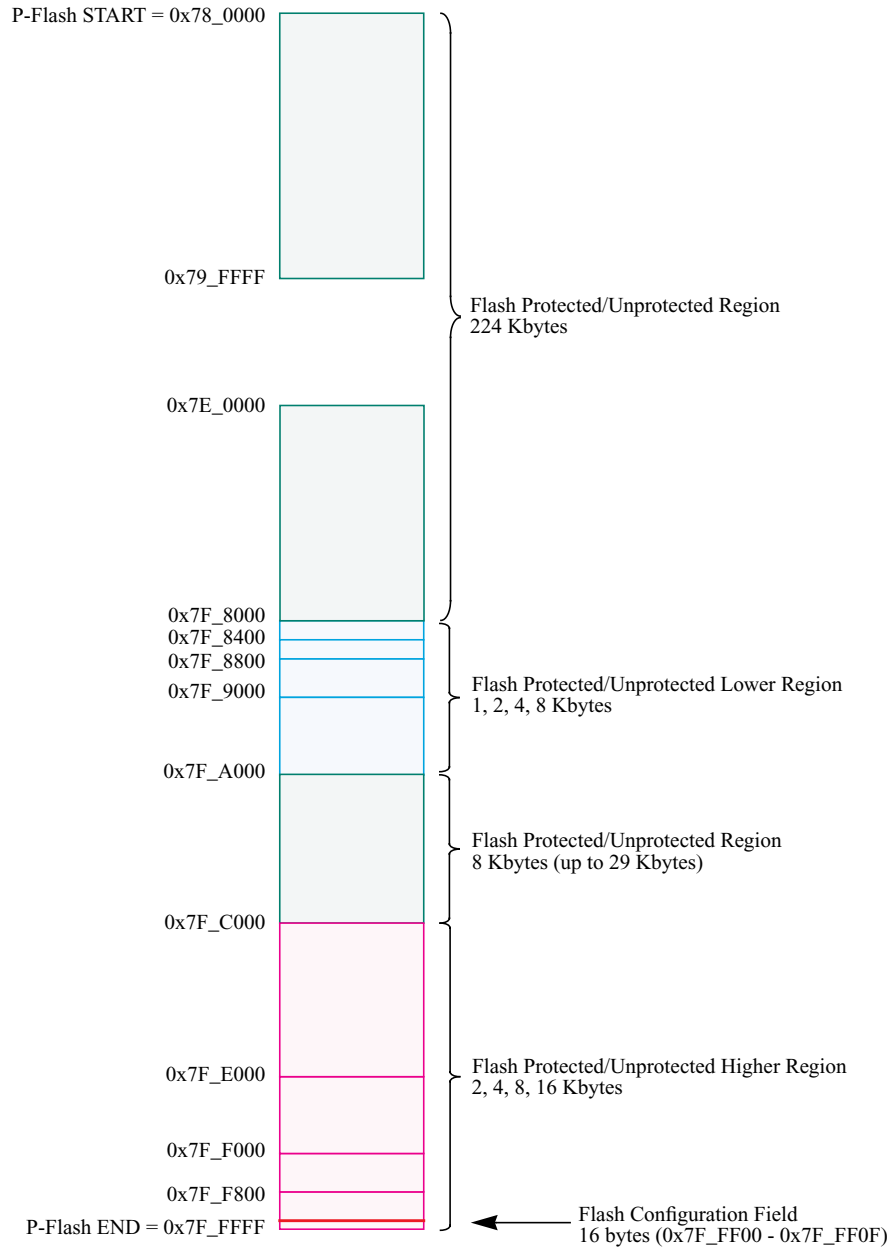 P-Flash START = 0x78_0000
0x79_FFFF
Flash Protected/Unprotected Region
224 Kbytes
0x7E_0000
0x7F_8000
0x7F_8400
0x7F_8800
0x7F_9000
Flash Protected/Unprotected Lower Region
1, 2, 4, 8 Kbytes
0x7F_A000
Flash Protected/Unprotected Region
8 Kbytes (up to 29 Kbytes)
0x7F_C000
Flash Protected/Unprotected Higher Region
2, 4, 8, 16 Kbytes
0x7F_E000
0x7F_F000
0x7F_F800
P-Flash END = 0x7F_FFFF
Flash Configuration Field
16 bytes (0x7F_FF00 - 0x7F_FF0F)